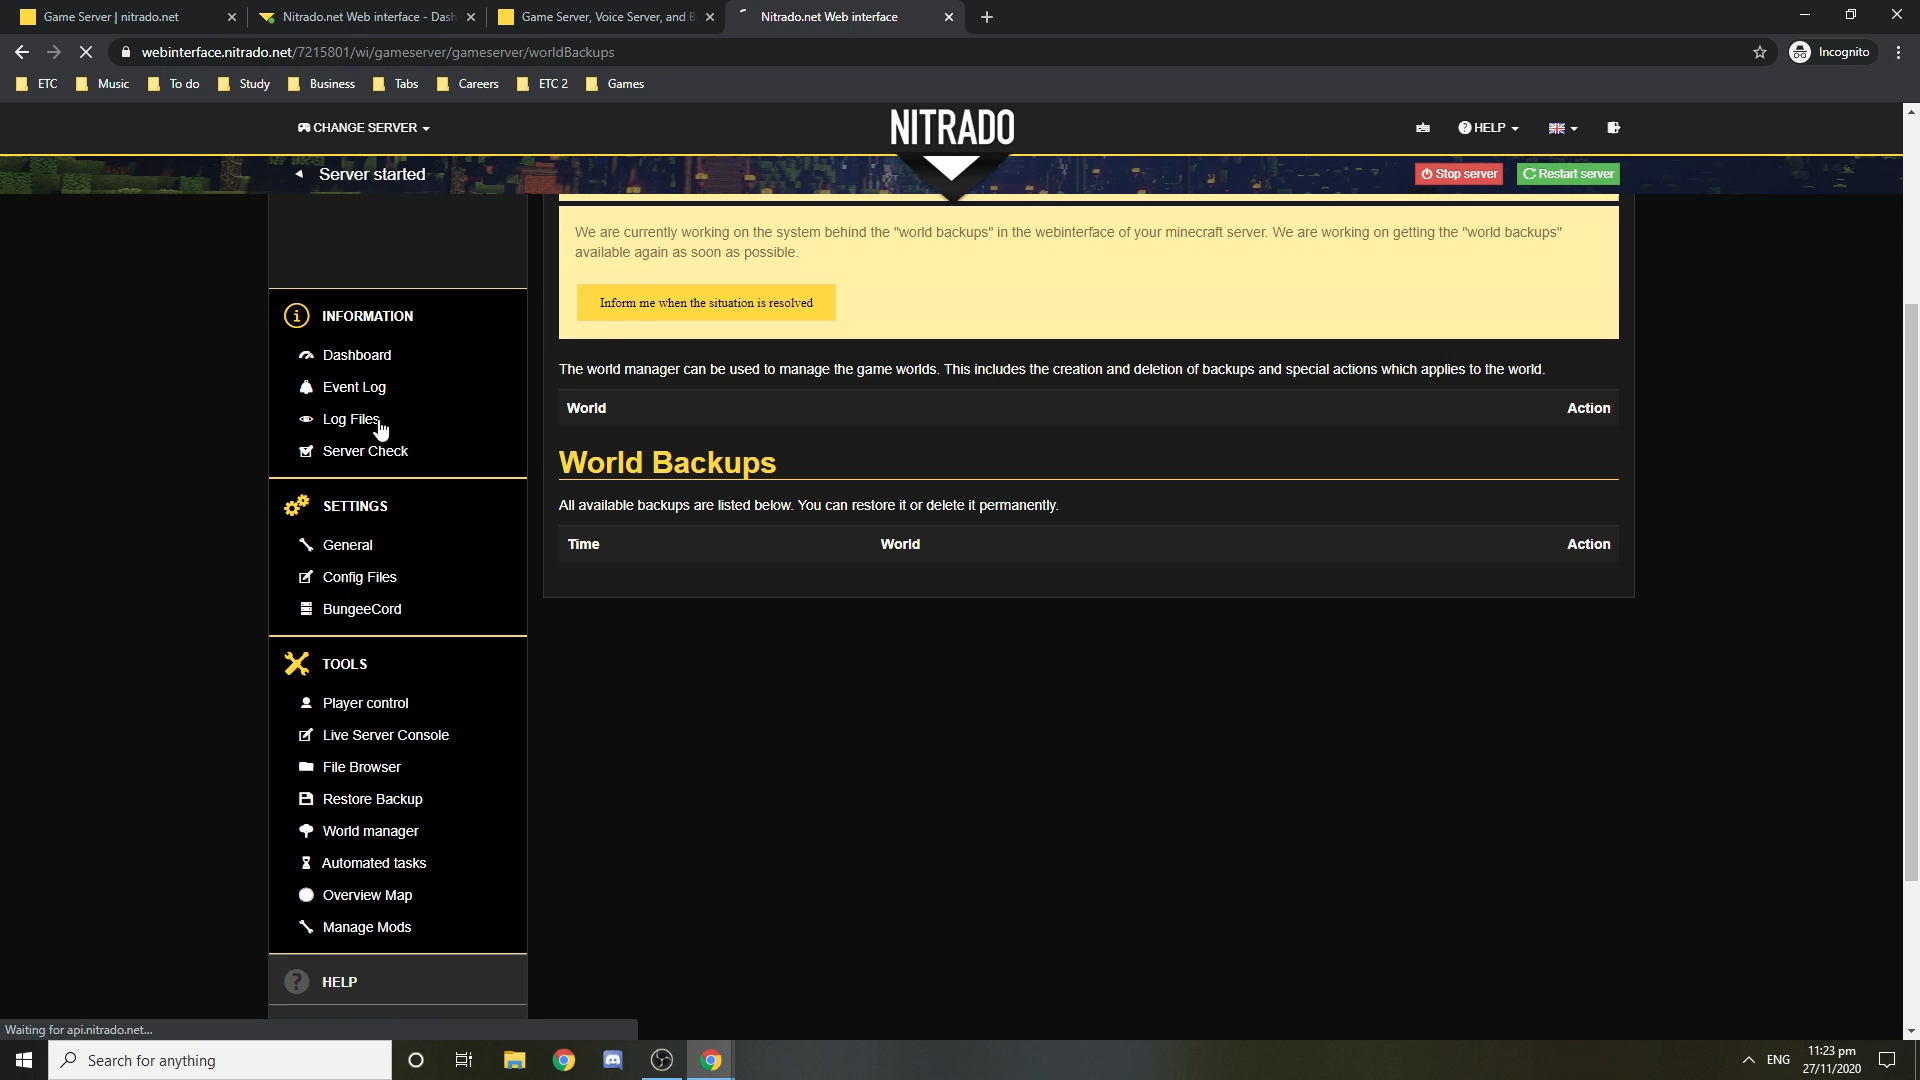 Game Server | nitrado.net
Nitrado.net Web interface - Dash
Game Server, Voice Server, and B
Nitrado.net Web interface
webinterface.nitrado.net/7215801/wi/gameserver/gameserver/worldBackups
Incognito
ETC
Music
To do
Study
Business
Tabs
Careers
ETC 2
Games
CHANGE SERVER
NITRADO
HELP
Server started
Stop server
Restart server
We are currently working on the system behind the "world backups" in the webinterface of your minecraft server. We are working on getting the "world backups"
available again as soon as possible.
Inform me when the situation is resolved
The world manager can be used to manage the game worlds. This includes the creation and deletion of backups and special actions which applies to the world.
World Action
World Backups
All available backups are listed below. You can restore it or delete it permanently.
Time World Action
INFORMATION
Dashboard
Event Log
Log Files
Server Check
SETTINGS
General
Config Files
BungeeCord
TOOLS
Player control
Live Server Console
File Browser
Restore Backup
World manager
Automated tasks
Overview Map
Manage Mods
? HELP
Waiting for api.nitrado.net...
Search for anything
ENG
11:23 pm
27/11/2020